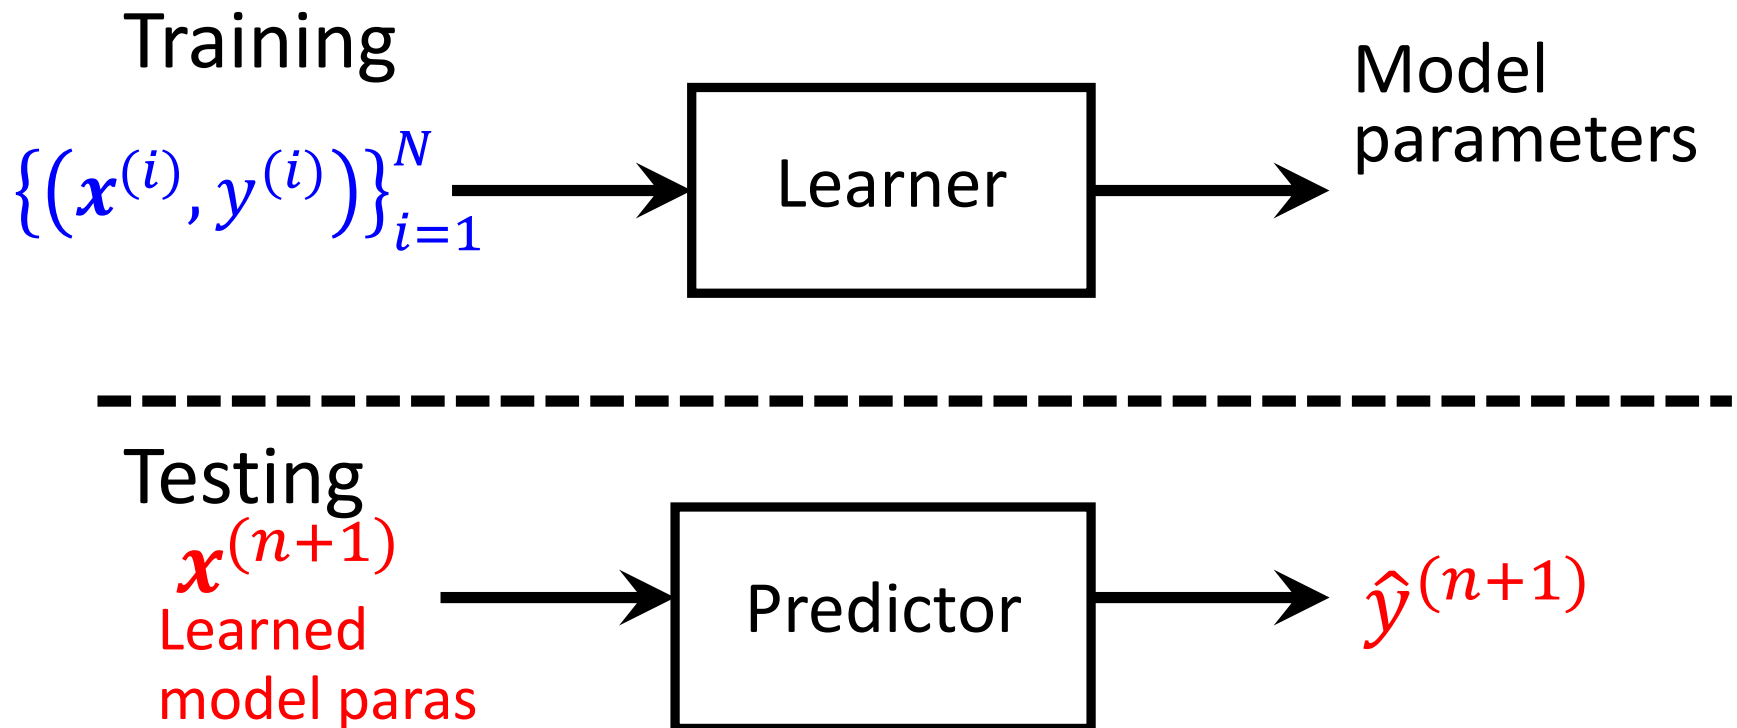 Training
{(x^(i), y^(i))}_{i=1}^N
Learner
Model
parameters
Testing
x^(n+1)
Learned
model paras
Predictor
ŷ^(n+1)